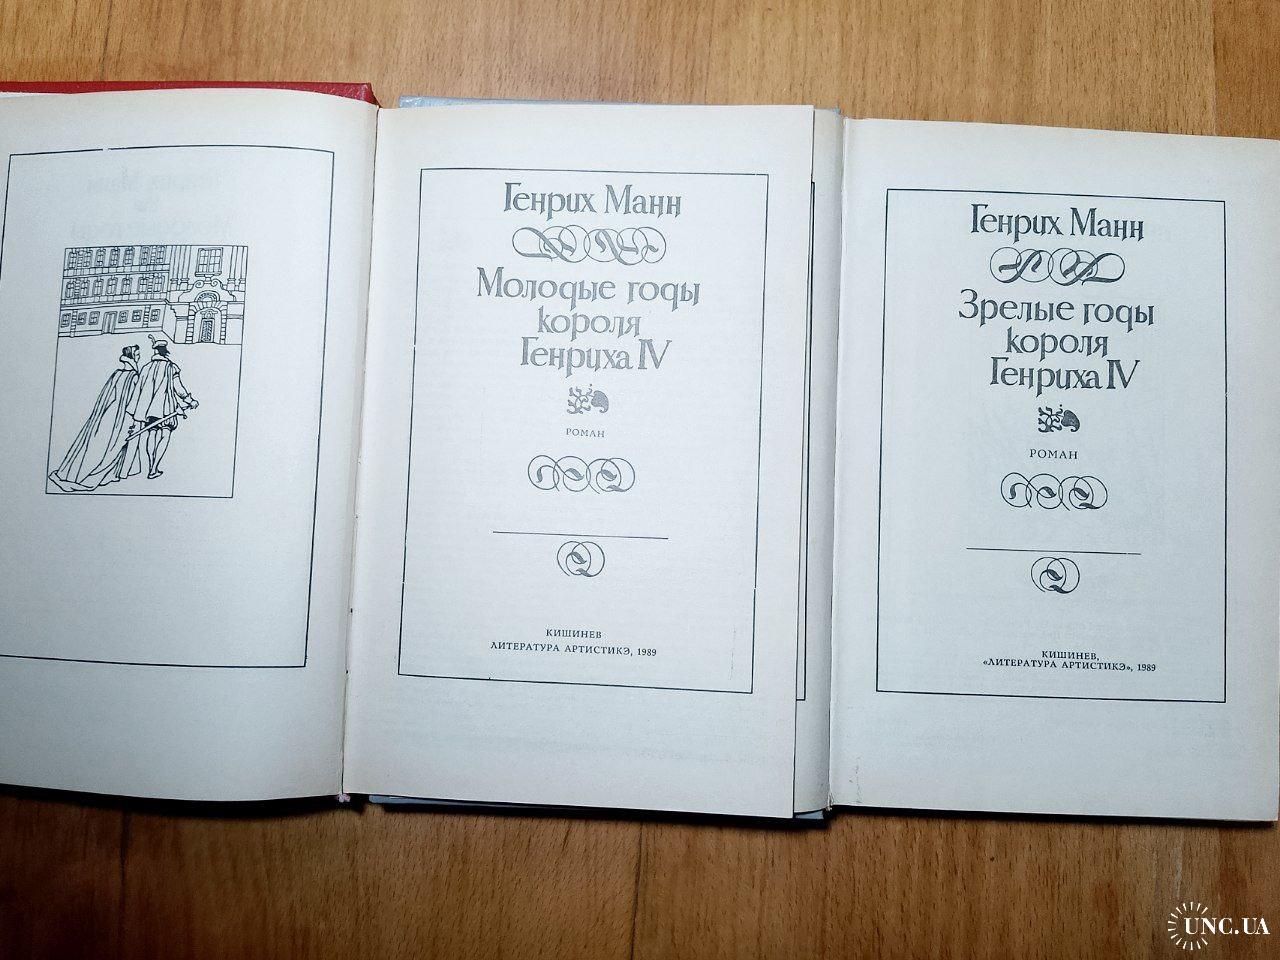 Генрих Манн
Молодые годы
короля
Генриха IV
РОМАН
КИШИНЕВ
ЛИТЕРАТУРА АРТИСТИКЭ, 1989
Генрих Манн
Зрелые годы
короля
Генриха IV
РОМАН
КИШИНЕВ,
«ЛИТЕРАТУРА АРТИСТИКЭ», 1989
UNC.UA